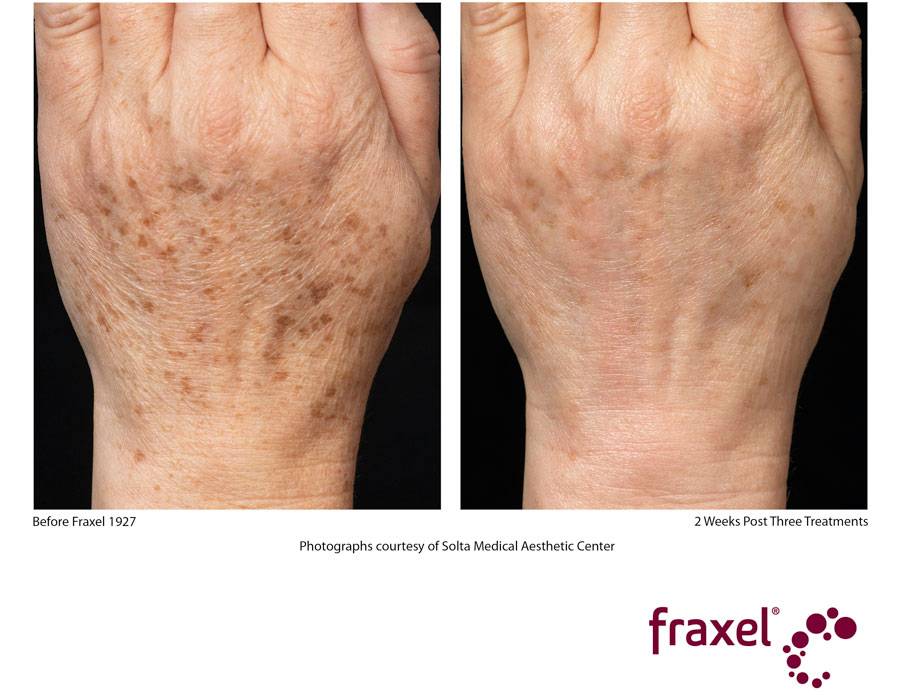 Before Fraxel 1927
2 Weeks Post Three Treatments
Photographs courtesy of Solta Medical Aesthetic Center
fraxel®